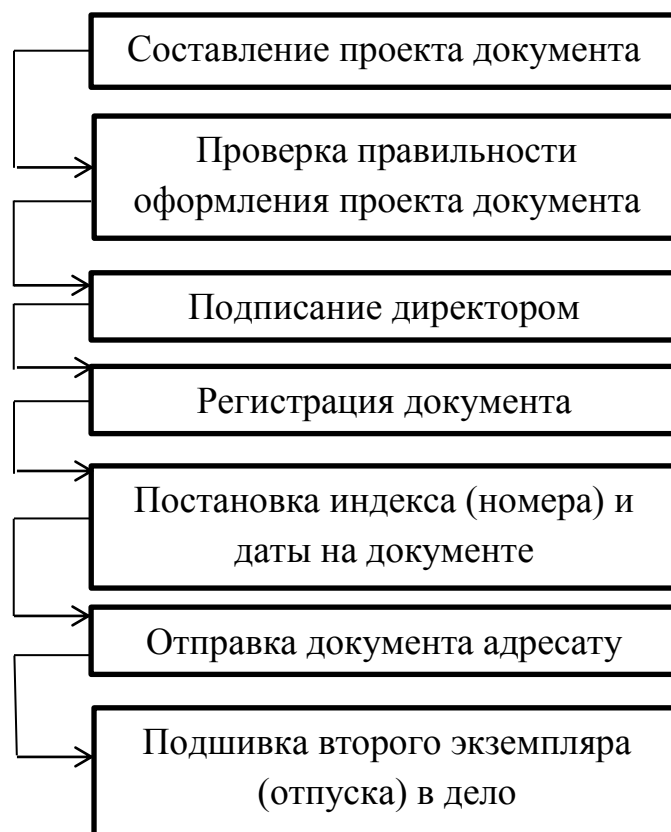 Составление проекта документа
Проверка правильности
оформления проекта документа
Подписание директором
Регистрация документа
Постановка индекса (номера) и
даты на документе
Отправка документа адресату
Подшивка второго экземпляра
(отпуска) в дело